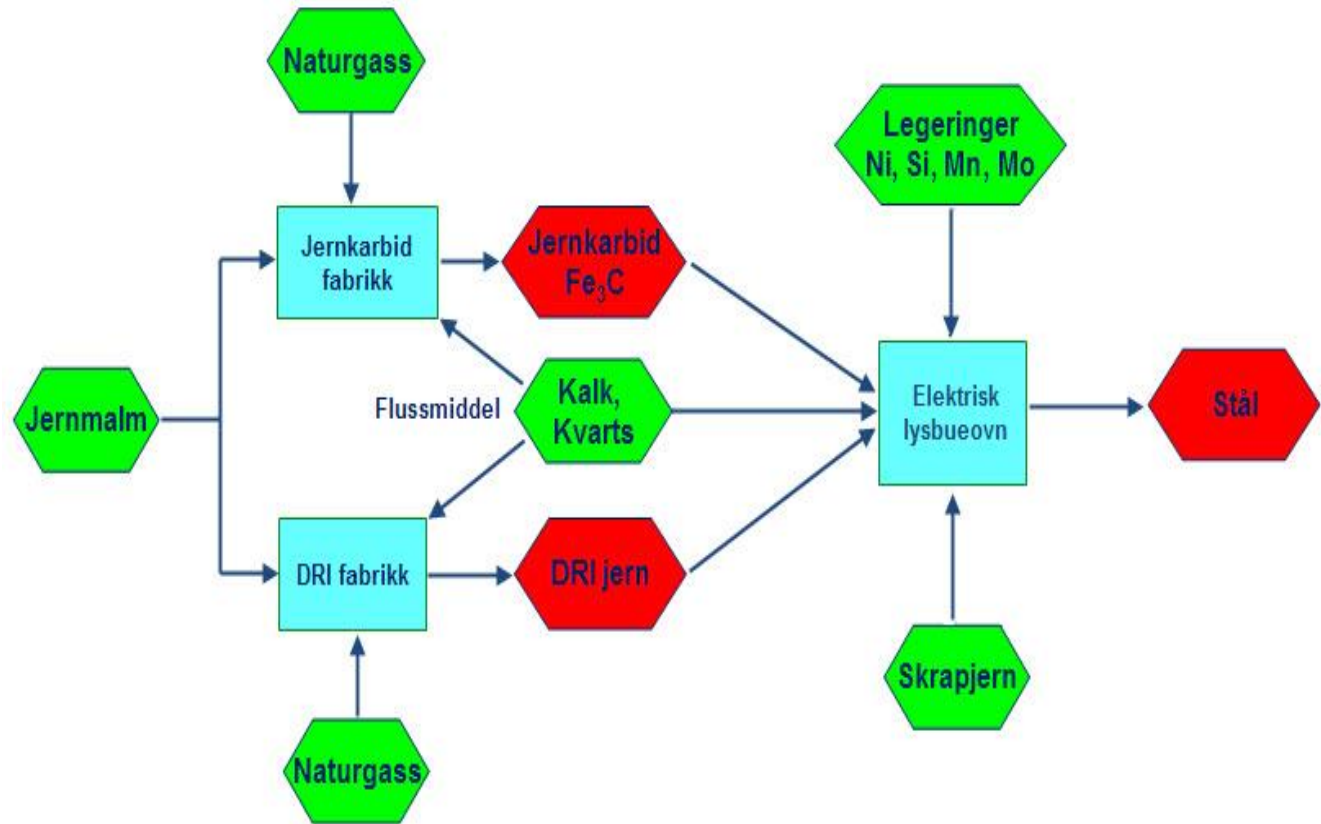 Naturgass
Legeringer
Ni, Si, Mn, Mo
Jernkarbid
fabrikk
Jernkarbid
Fe₃C
Jernmalm
Flussmiddel
Kalk,
Kvarts
Elektrisk
lysbueovn
Stål
DRI fabrikk
DRI jern
Skrapjern
Naturgass